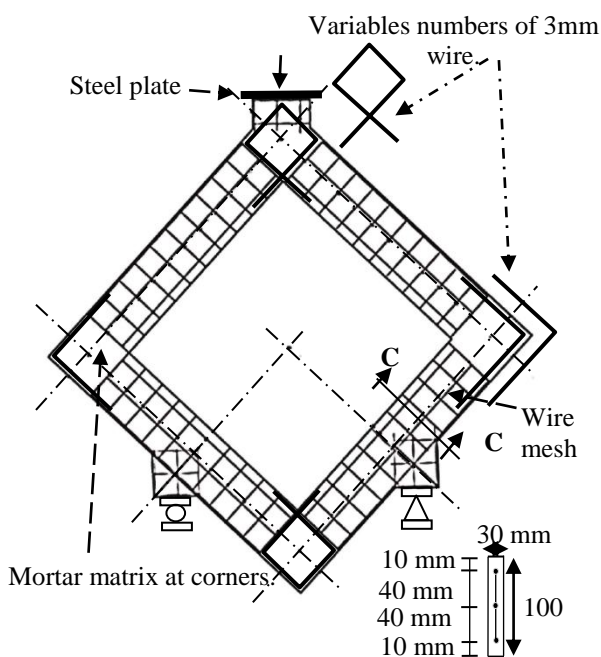 Variables numbers of 3mm
wire
Steel plate
C
C
Wire
mesh
Mortar matrix at corners
30 mm
10 mm
40 mm
40 mm
10 mm
100